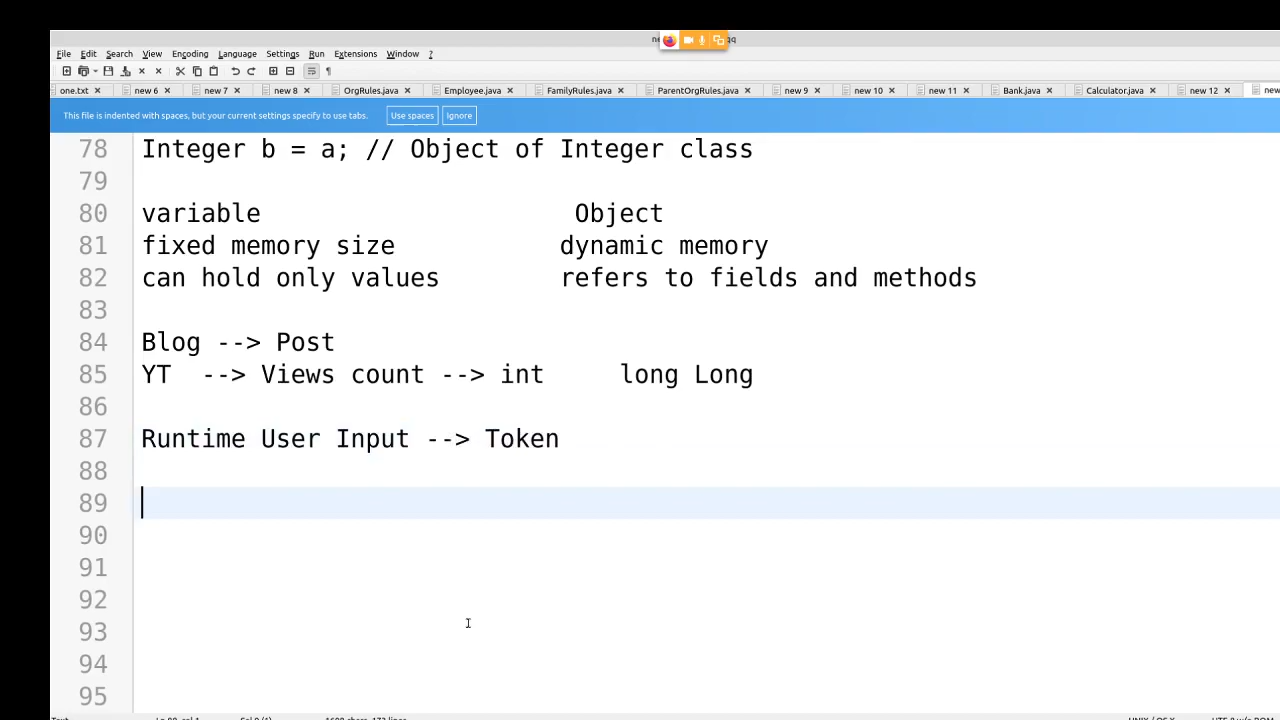 File Edit Search View Encoding Language Settings Run Extensions Window ?
one.txt new 6 new 7 new 8 OrgRules.java Employee.java FamilyRules.java ParentOrgRules.java new 9 new 10 new 11 Bank.java Calculator.java new 12 new
This file is indented with spaces, but your current settings specify to use tabs. Use spaces Ignore
78 Integer b = a; // Object of Integer class
79
80 variable Object
81 fixed memory size dynamic memory
82 can hold only values refers to fields and methods
83
84 Blog --> Post
85 YT --> Views count --> int long Long
86
87 Runtime User Input --> Token
88
89
90
91
92
93
94
95